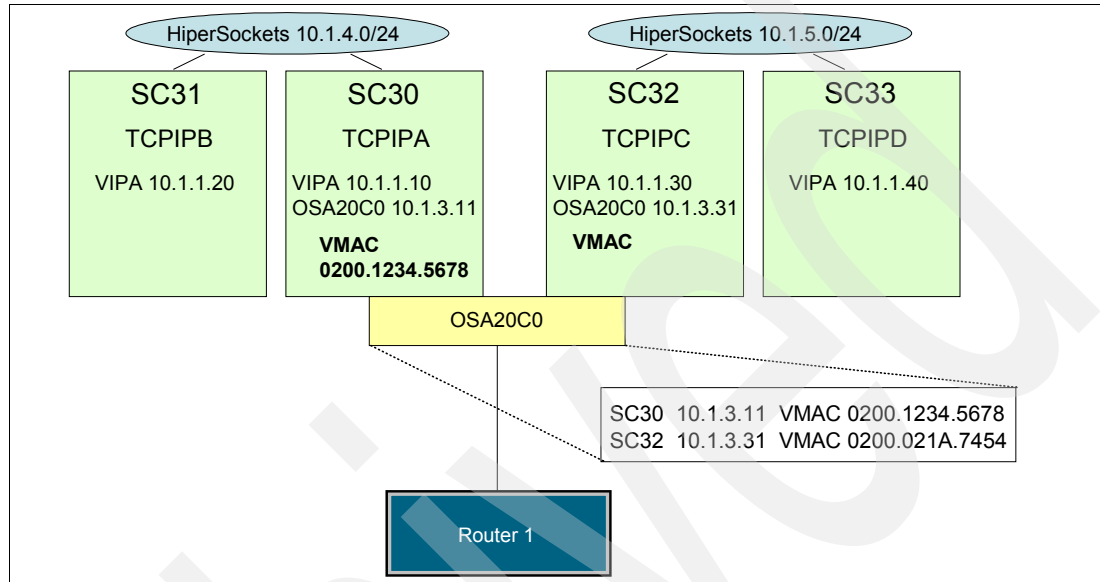 HiperSockets 10.1.4.0/24
HiperSockets 10.1.5.0/24
SC31
TCPIPB
VIPA 10.1.1.20
SC30
TCPIPA
VIPA 10.1.1.10
OSA20C0 10.1.3.11
VMAC
0200.1234.5678
SC32
TCPIPC
VIPA 10.1.1.30
OSA20C0 10.1.3.31
VMAC
SC33
TCPIPD
VIPA 10.1.1.40
OSA20C0
SC30 10.1.3.11 VMAC 0200.1234.5678
SC32 10.1.3.31 VMAC 0200.021A.7454
Router 1